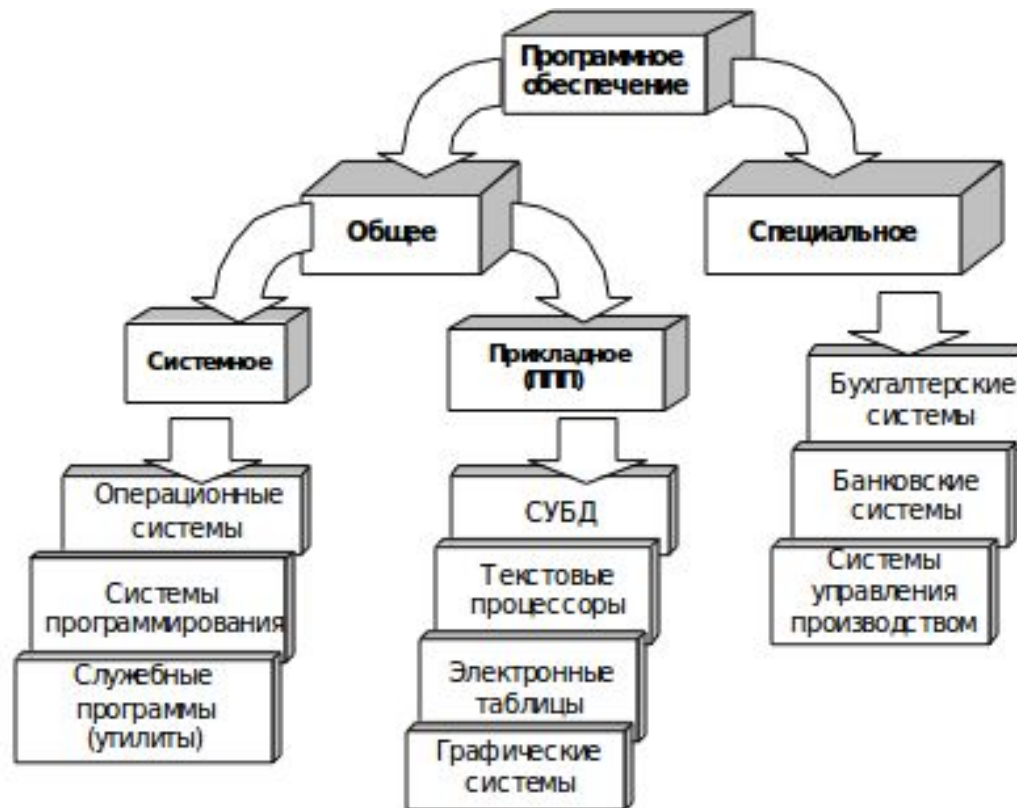 Программное
обеспечение
Общее
Специальное
Системное
Прикладное
(ППП)
Операционные
системы
Системы
программирования
Служебные
программы
(утилиты)
СУБД
Текстовые
процессоры
Электронные
таблицы
Графические
системы
Бухгалтерские
системы
Банковские
системы
Системы
управления
производством